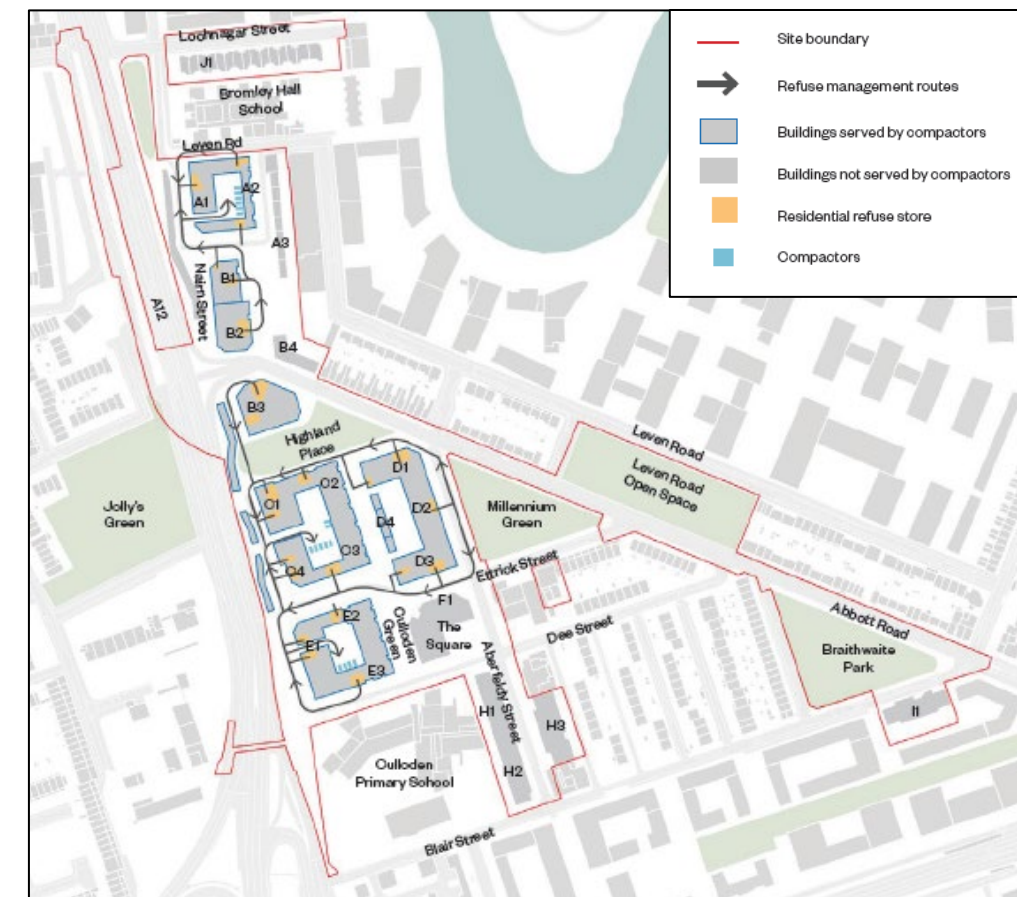 Lochnagar Street
J1
Bromley Hall
School
Leven Rd
A1
A2
A3
Nairn Street
A12
B1
B2
B4
B3
Highland
Place
Jolly's
Green
C1
C2
C3
C4
D1
D2
D4
D3
Millennium
Green
Leven Road
Leven Road
Open Space
Ettrick Street
F1
The
Square
Culloden
Green
E2
E1
E3
Dee Street
Aberfeldy Street
Abbott Road
Braithwaite
Park
I1
H1
H3
H2
Culloden
Primary School
Blair Street
Site boundary
Refuse management routes
Buildings served by compactors
Buildings not served by compactors
Residential refuse store
Compactors